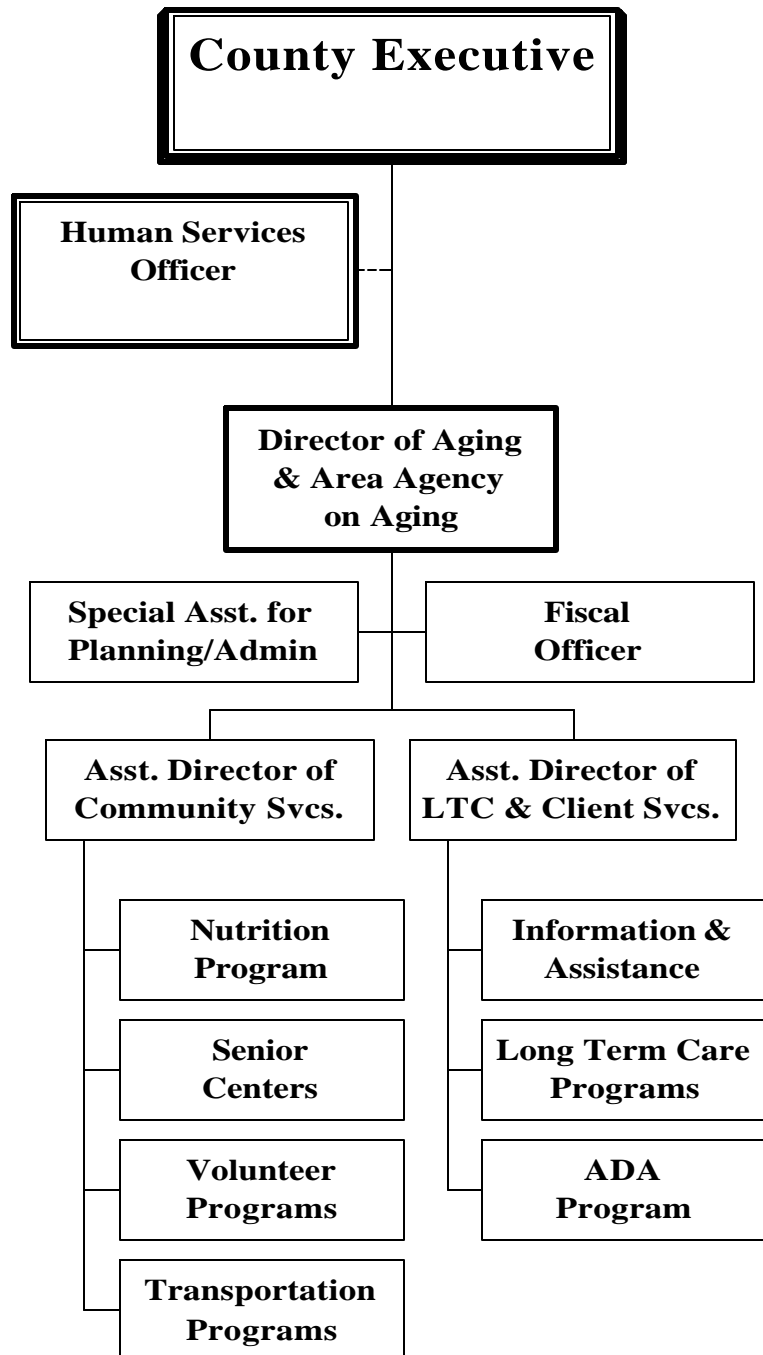 County Executive
Human Services
Officer
Director of Aging
& Area Agency
on Aging
Special Asst. for
Planning/Admin
Fiscal
Officer
Asst. Director of
Community Svcs.
Asst. Director of
LTC & Client Svcs.
Nutrition
Program
Senior
Centers
Volunteer
Programs
Transportation
Programs
Information &
Assistance
Long Term Care
Programs
ADA
Program